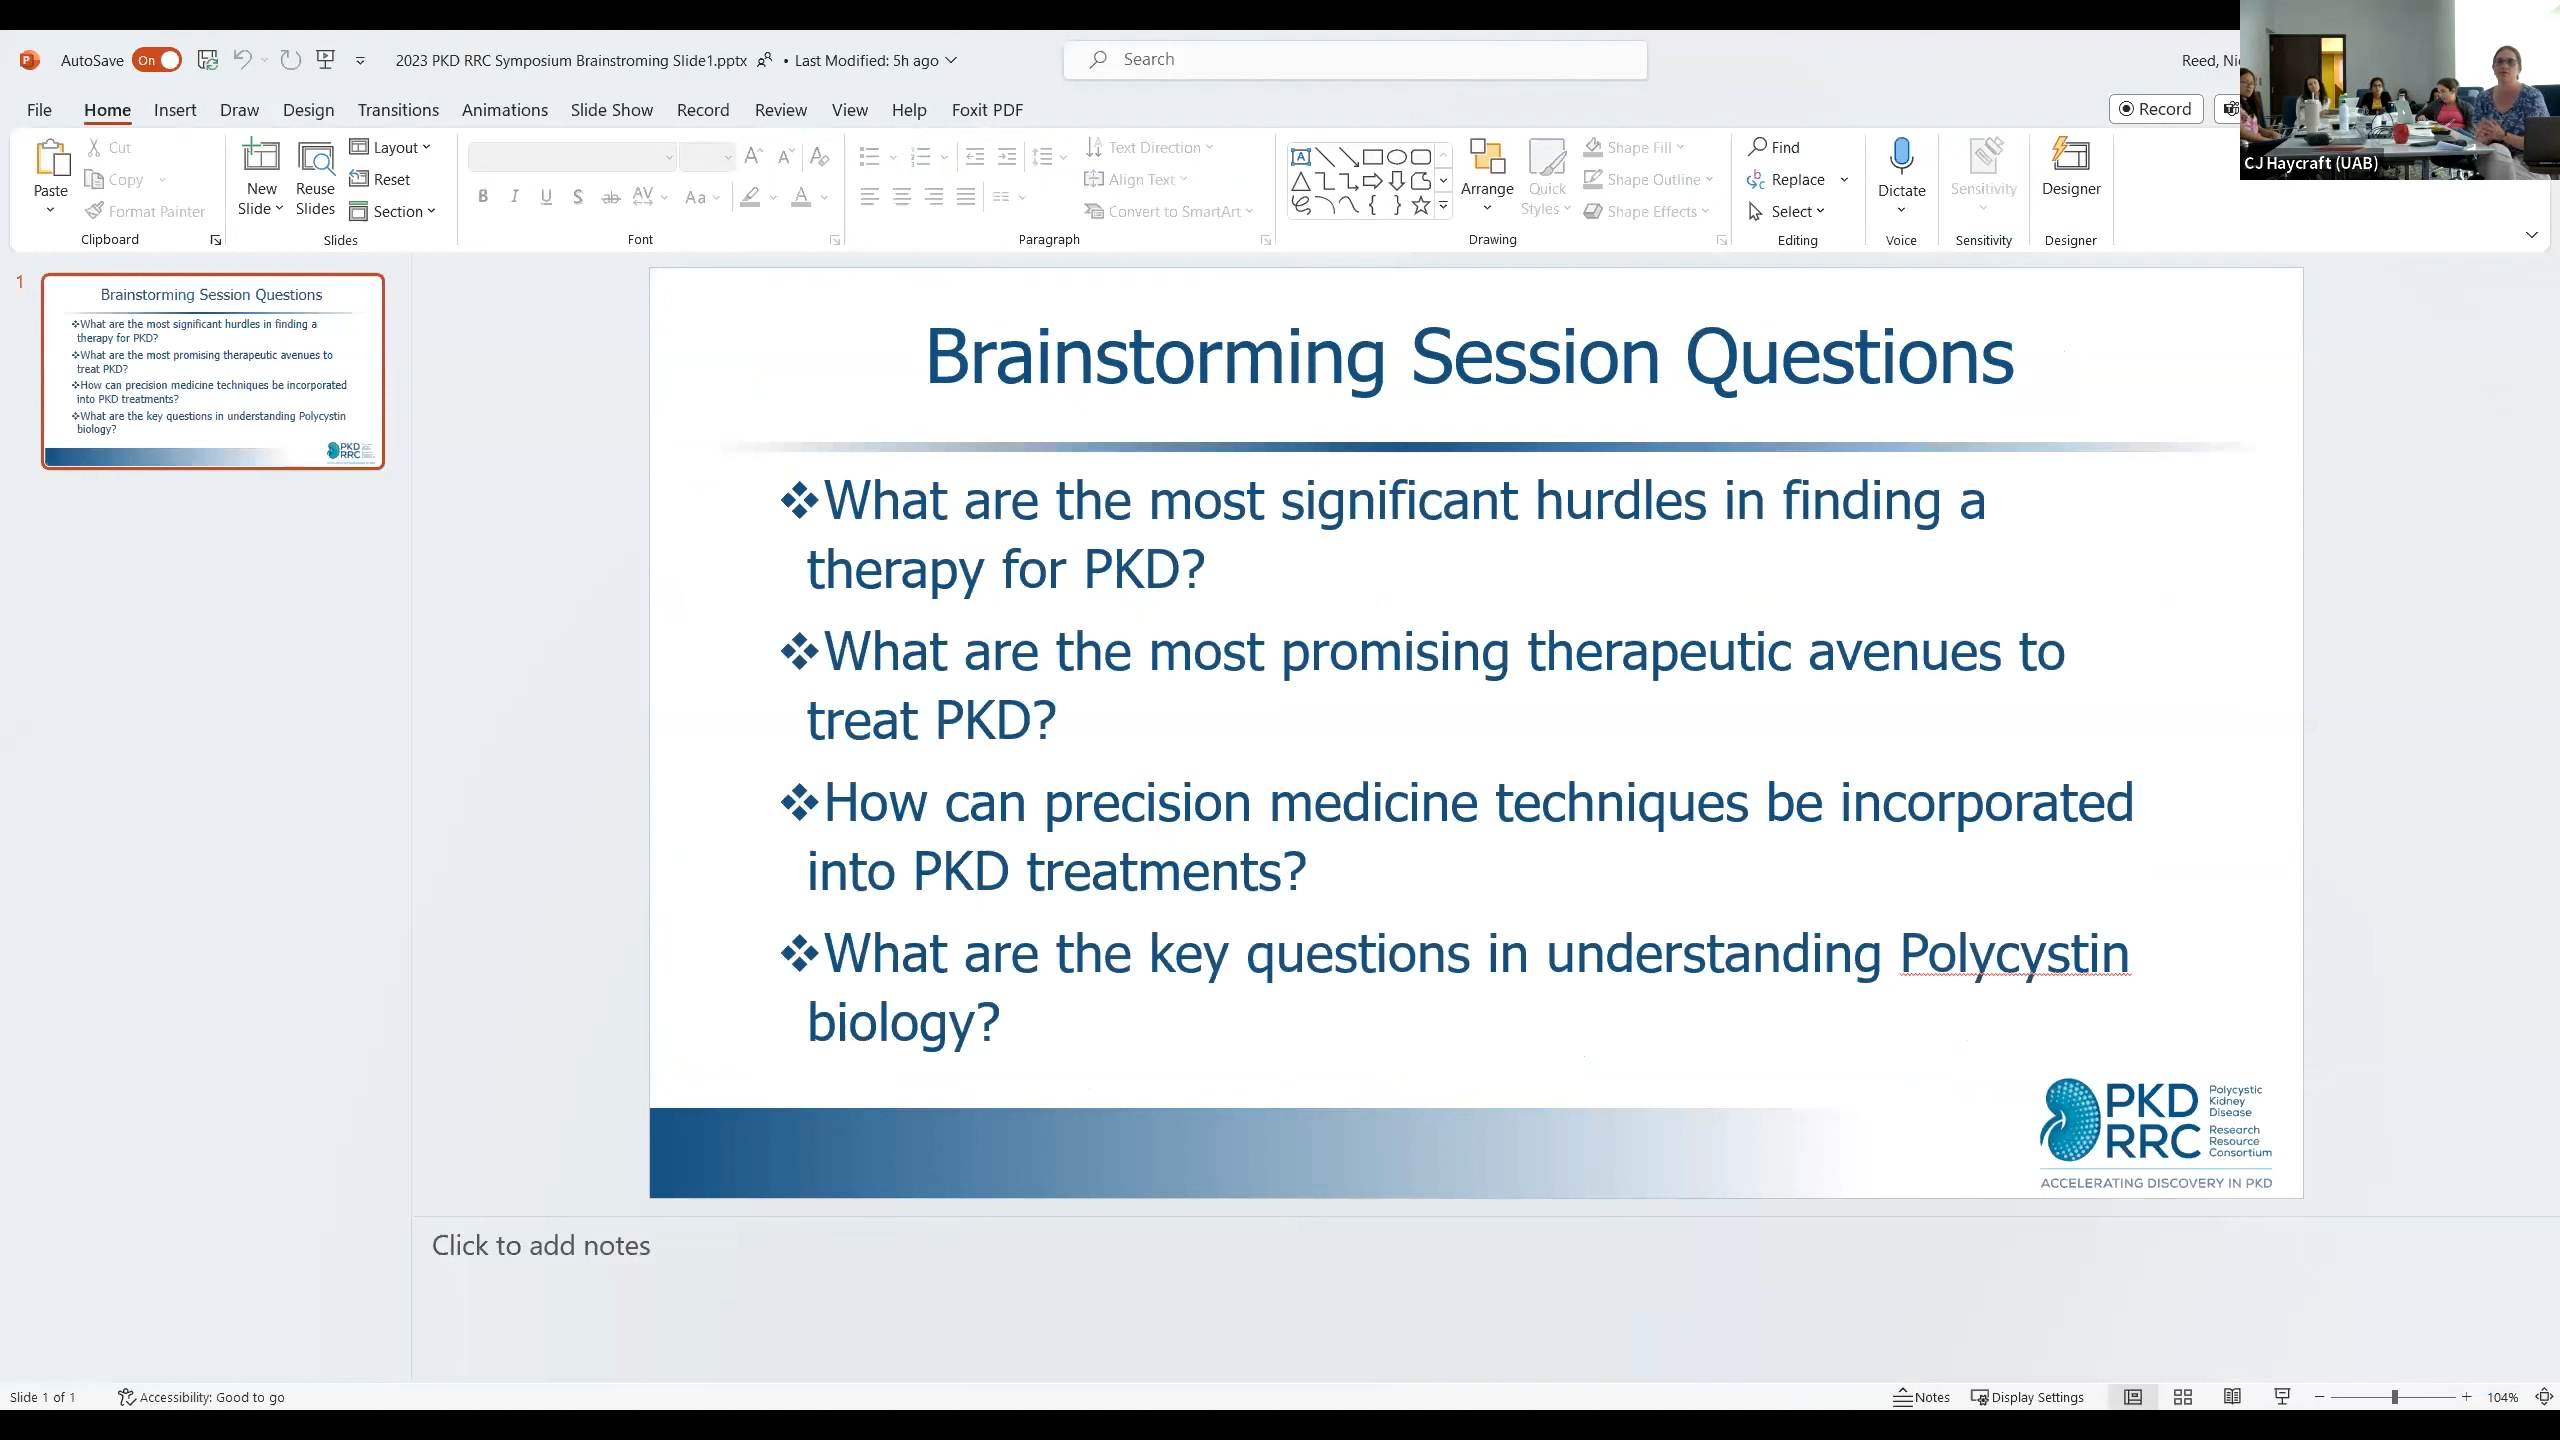 AutoSave On 2023 PKD RRC Symposium Brainstroming Slide1.pptx • Last Modified: 5h ago Search Reed,
File Home Insert Draw Design Transitions Animations Slide Show Record Review View Help Foxit PDF Record
CJ Haycraft (UAB)
Paste Cut Copy Format Painter Clipboard
New Slide Reuse Slides Layout Reset Section Slides
B I U S ab AV Aa A Font
Text Direction Align Text Convert to SmartArt Paragraph
Arrange Quick Styles Shape Fill Shape Outline Shape Effects Drawing
Find Replace Select Editing
Dictate Voice
Sensitivity Sensitivity
Designer Designer
1
Brainstorming Session Questions
❖What are the most significant hurdles in finding a
therapy for PKD?
❖What are the most promising therapeutic avenues to
treat PKD?
❖How can precision medicine techniques be incorporated
into PKD treatments?
❖What are the key questions in understanding Polycystin
biology?
PKD
RRC
Brainstorming Session Questions
❖What are the most significant hurdles in finding a
therapy for PKD?
❖What are the most promising therapeutic avenues to
treat PKD?
❖How can precision medicine techniques be incorporated
into PKD treatments?
❖What are the key questions in understanding Polycystin
biology?
PKD
RRC
Polycystic
Kidney
Disease
Research
Resource
Consortium
ACCELERATING DISCOVERY IN PKD
Click to add notes
Slide 1 of 1 Accessibility: Good to go Notes Display Settings 104%